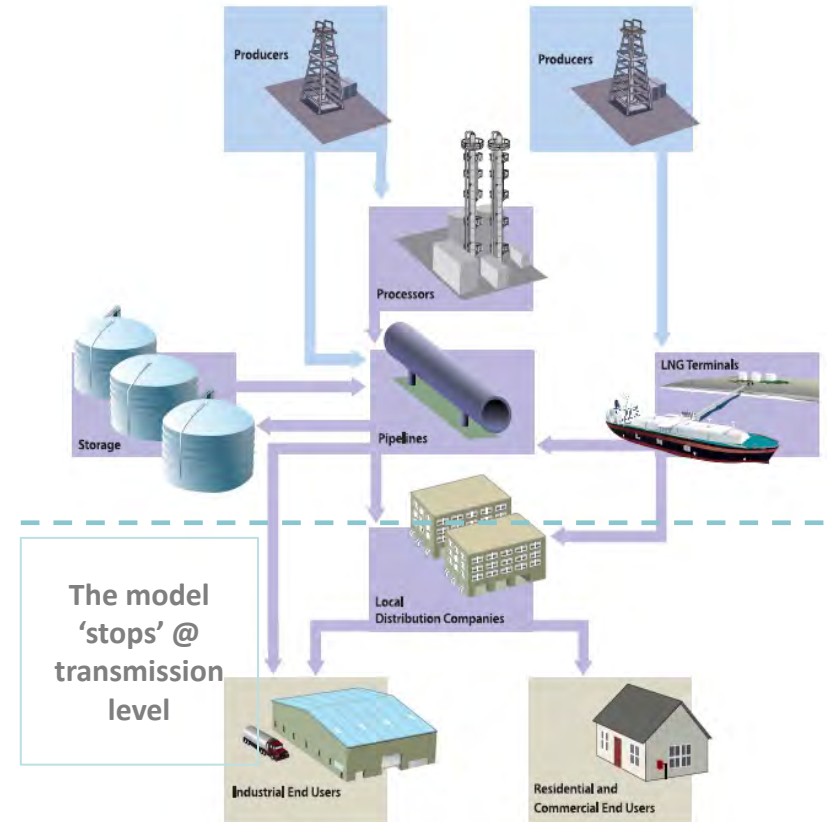 Producers
Producers
Processors
LNG Terminals
Storage
Pipelines
The model
‘stops’ @
transmission
level
Local
Distribution Companies
Industrial End Users
Residential and
Commercial End Users